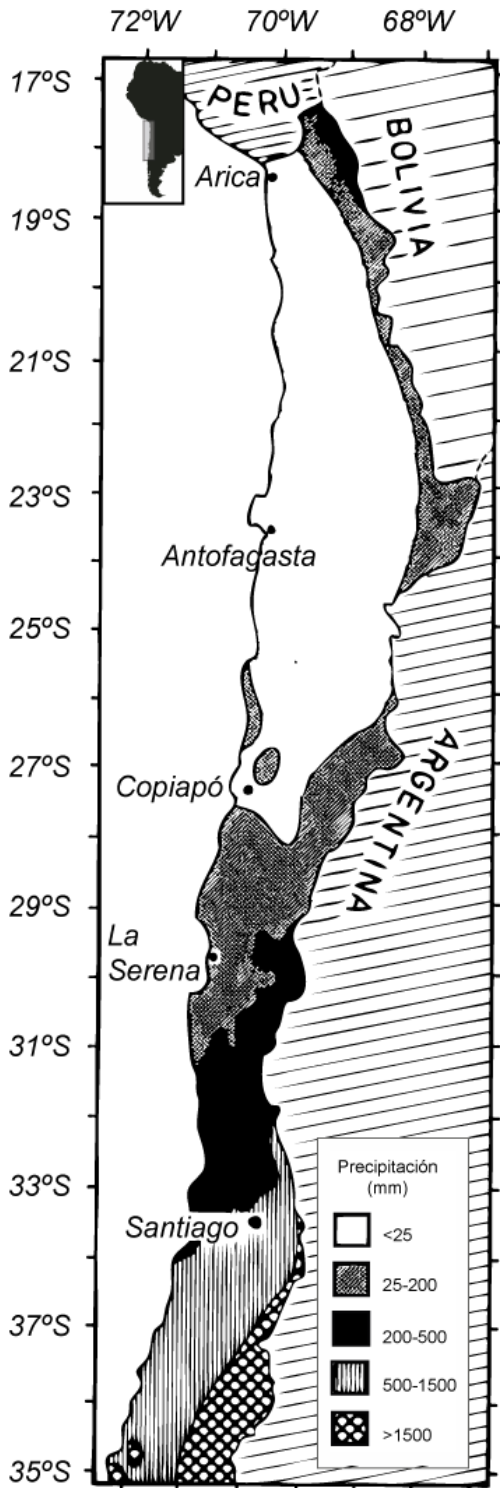 72ºW 70ºW 68ºW
17ºS
PERU
BOLIVIA
Arica
19ºS
21ºS
23ºS
Antofagasta
25ºS
27ºS
Copiapó
ARGENTINA
29ºS
La
Serena
31ºS
33ºS
Santiago
37ºS
35ºS
Precipitación
(mm)
<25
25-200
200-500
500-1500
>1500